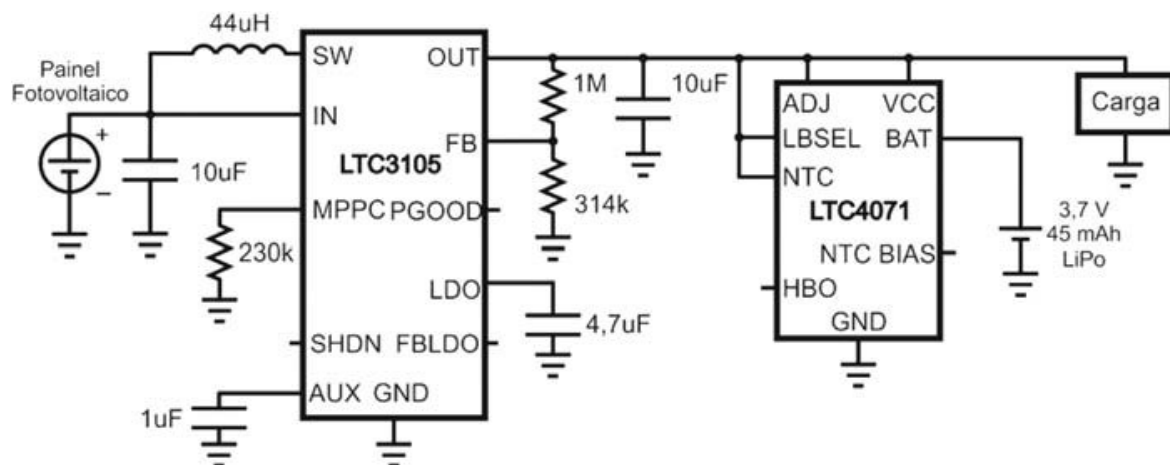 44uH
Painel
Fotovoltaico
+
−
10uF
230k
1uF
SW
OUT
IN
FB
LTC3105
MPPC
PGOOD
LDO
SHDN
FBLDO
AUX
GND
1M
314k
10uF
4,7uF
ADJ
VCC
LBSEL
BAT
NTC
LTC4071
NTC BIAS
HBO
GND
3,7 V
45 mAh
LiPo
Carga